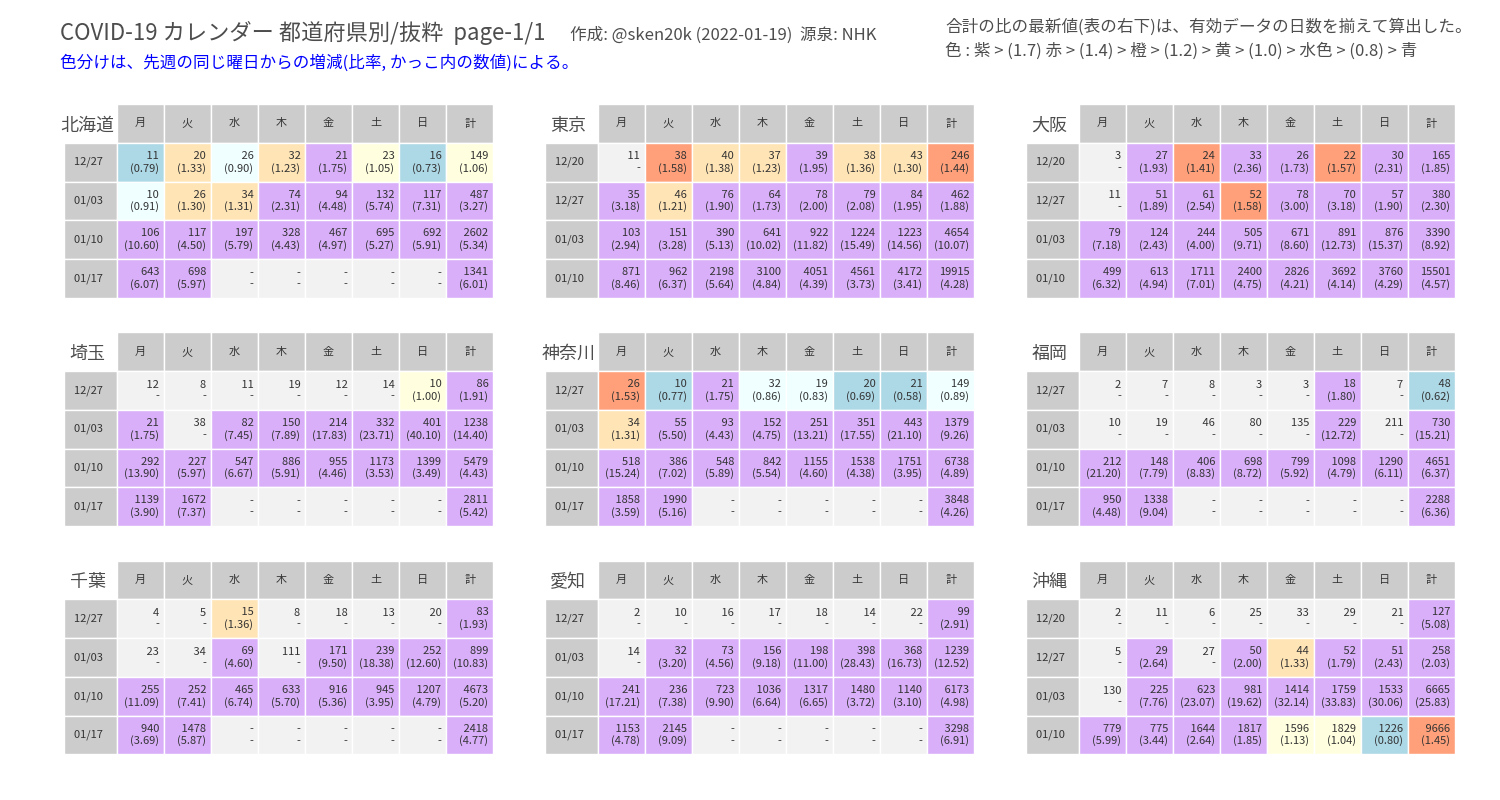 COVID-19 カレンダー 都道府県別/抜粋 page-1/1 作成: @sken20k (2022-01-19) 源泉: NHK
色分けは、先週の同じ曜日からの増減(比率, かっこ内の数値)による。
合計の比の最新値(表の右下)は、有効データの日数を揃えて算出した。
色 : 紫 > (1.7) 赤 > (1.4) 橙 > (1.2) 黄 > (1.0) > 水色 > (0.8) > 青
北海道 月 火 水 木 金 土 日 計
12/27 11 20 26 32 21 23 16 149
(0.79) (1.33) (0.90) (1.23) (1.75) (1.05) (0.73) (1.06)
01/03 10 26 34 74 94 132 117 487
(0.91) (1.30) (1.31) (2.31) (4.48) (5.74) (7.31) (3.27)
01/10 106 117 197 328 467 695 692 2602
(10.60) (4.50) (5.79) (4.43) (4.97) (5.27) (5.91) (5.34)
01/17 643 698 - - - - - 1341
(6.07) (5.97) - - - - - (6.01)
東京 月 火 水 木 金 土 日 計
12/20 11 38 40 37 39 38 43 246
- (1.58) (1.38) (1.23) (1.95) (1.36) (1.30) (1.44)
12/27 35 46 76 64 78 79 84 462
(3.18) (1.21) (1.90) (1.73) (2.00) (2.08) (1.95) (1.88)
01/03 103 151 390 641 922 1224 1223 4654
(2.94) (3.28) (5.13) (10.02) (11.82) (15.49) (14.56) (10.07)
01/10 871 962 2198 3100 4051 4561 4172 19915
(8.46) (6.37) (5.64) (4.84) (4.39) (3.73) (3.41) (4.28)
大阪 月 火 水 木 金 土 日 計
12/20 3 27 24 33 26 22 30 165
- (1.93) (1.41) (2.36) (1.73) (1.57) (2.31) (1.85)
12/27 11 51 61 52 78 70 57 380
- (1.89) (2.54) (1.58) (3.00) (3.18) (1.90) (2.30)
01/03 79 124 244 505 671 891 876 3390
(7.18) (2.43) (4.00) (9.71) (8.60) (12.73) (15.37) (8.92)
01/10 499 613 1711 2400 2826 3692 3760 15501
(6.32) (4.94) (7.01) (4.75) (4.21) (4.14) (4.29) (4.57)
埼玉 月 火 水 木 金 土 日 計
12/27 12 8 11 19 12 14 10 86
- - - - - - (1.00) (1.91)
01/03 21 38 82 150 214 332 401 1238
(1.75) - (7.45) (7.89) (17.83) (23.71) (40.10) (14.40)
01/10 292 227 547 886 955 1173 1399 5479
(13.90) (5.97) (6.67) (5.91) (4.46) (3.53) (3.49) (4.43)
01/17 1139 1672 - - - - - 2811
(3.90) (7.37) - - - - - (5.42)
神奈川 月 火 水 木 金 土 日 計
12/27 26 10 21 32 19 20 21 149
(1.53) (0.77) (1.75) (0.86) (0.83) (0.69) (0.58) (0.89)
01/03 34 55 93 152 251 351 443 1379
(1.31) (5.50) (4.43) (4.75) (13.21) (17.55) (21.10) (9.26)
01/10 518 386 548 842 1155 1538 1751 6738
(15.24) (7.02) (5.89) (5.54) (4.60) (4.38) (3.95) (4.89)
01/17 1858 1990 - - - - - 3848
(3.59) (5.16) - - - - - (4.26)
福岡 月 火 水 木 金 土 日 計
12/27 2 7 8 3 3 18 7 48
- - - - - (1.80) - (0.62)
01/03 10 19 46 80 135 229 211 730
- - - - - (12.72) - (15.21)
01/10 212 148 406 698 799 1098 1290 4651
(21.20) (7.79) (8.83) (8.72) (5.92) (4.79) (6.11) (6.37)
01/17 950 1338 - - - - - 2288
(4.48) (9.04) - - - - - (6.36)
千葉 月 火 水 木 金 土 日 計
12/27 4 5 15 8 18 13 20 83
- - (1.36) - - - - (1.93)
01/03 23 34 69 111 171 239 252 899
- - (4.60) - (9.50) (18.38) (12.60) (10.83)
01/10 255 252 465 633 916 945 1207 4673
(11.09) (7.41) (6.74) (5.70) (5.36) (3.95) (4.79) (5.20)
01/17 940 1478 - - - - - 2418
(3.69) (5.87) - - - - - (4.77)
愛知 月 火 水 木 金 土 日 計
12/27 2 10 16 17 18 14 22 99
- - - - - - - (2.91)
01/03 14 32 73 156 198 398 368 1239
- (3.20) (4.56) (9.18) (11.00) (28.43) (16.73) (12.52)
01/10 241 236 723 1036 1317 1480 1140 6173
(17.21) (7.38) (9.90) (6.64) (6.65) (3.72) (3.10) (4.98)
01/17 1153 2145 - - - - - 3298
(4.78) (9.09) - - - - - (6.91)
沖縄 月 火 水 木 金 土 日 計
12/20 2 11 6 25 33 29 21 127
- - - - - - - (5.08)
12/27 5 29 27 50 44 52 51 258
- (2.64) - (2.00) (1.33) (1.79) (2.43) (2.03)
01/03 130 225 623 981 1414 1759 1533 6665
- (7.76) (23.07) (19.62) (32.14) (33.83) (30.06) (25.83)
01/10 779 775 1644 1817 1596 1829 1226 9666
(5.99) (3.44) (2.64) (1.85) (1.13) (1.04) (0.80) (1.45)